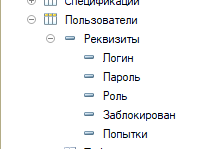 Спецификации
Пользователи
Реквизиты
Логин
Пароль
Роль
Заблокирован
Попытки